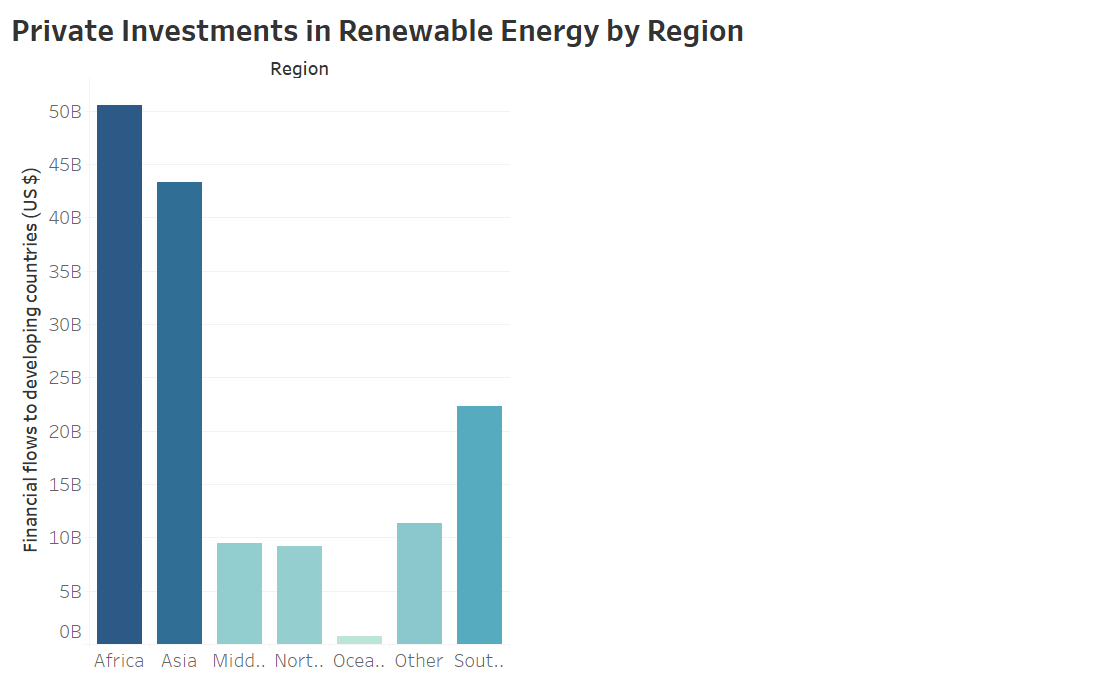 Private Investments in Renewable Energy by Region
Region
Financial flows to developing countries (US $)
50B
45B
40B
35B
30B
25B
20B
15B
10B
5B
0B
Africa Asia Midd.. Nort.. Ocea.. Other Sout..